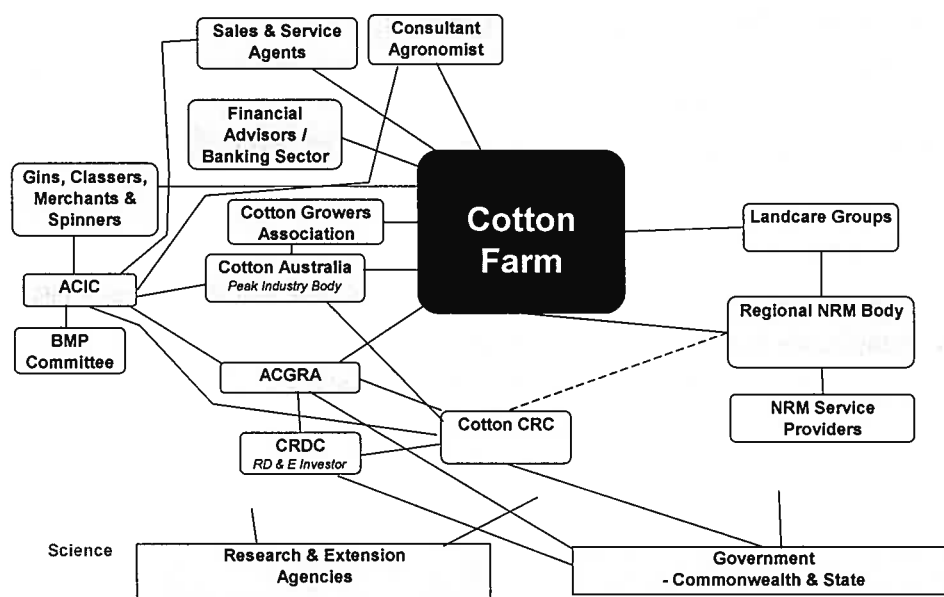 Sales & Service
Agents
Consultant
Agronomist
Financial
Advisors /
Banking Sector
Gins, Classers,
Merchants &
Spinners
Cotton
Farm
Cotton Growers
Association
Landcare Groups
Cotton Australia
Peak Industry Body
ACIC
Regional NRM Body
BMP
Committee
ACGRA
NRM Service
Providers
Cotton CRC
CRDC
RD & E Investor
Science
Research & Extension
Agencies
Government
- Commonwealth & State